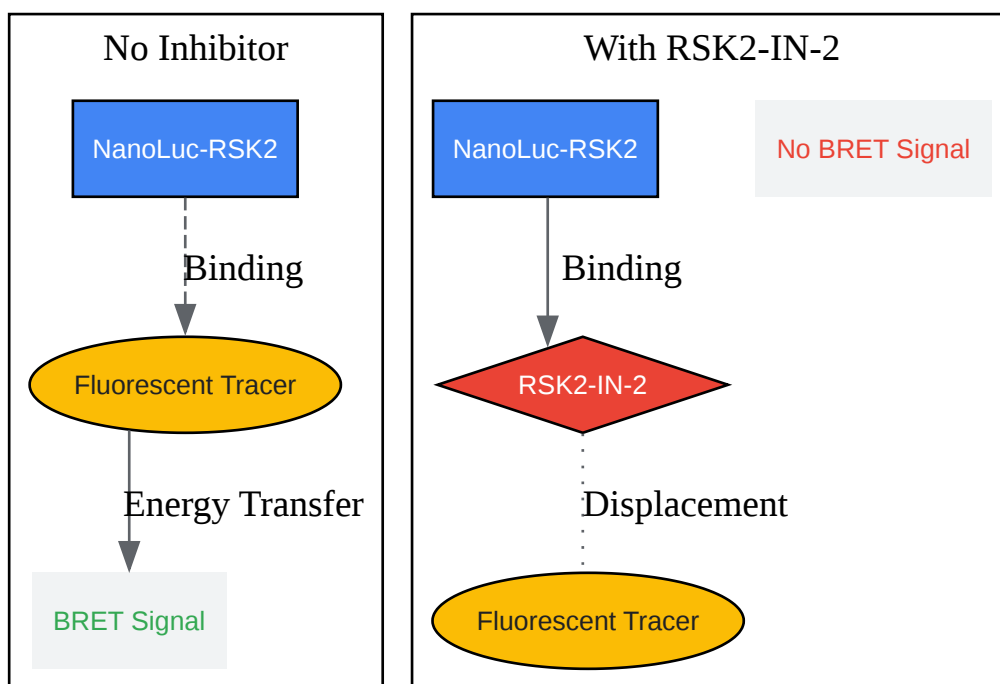 No Inhibitor
NanoLuc-RSK2
Binding
Fluorescent Tracer
Energy Transfer
BRET Signal
With RSK2-IN-2
NanoLuc-RSK2
No BRET Signal
Binding
RSK2-IN-2
Displacement
Fluorescent Tracer